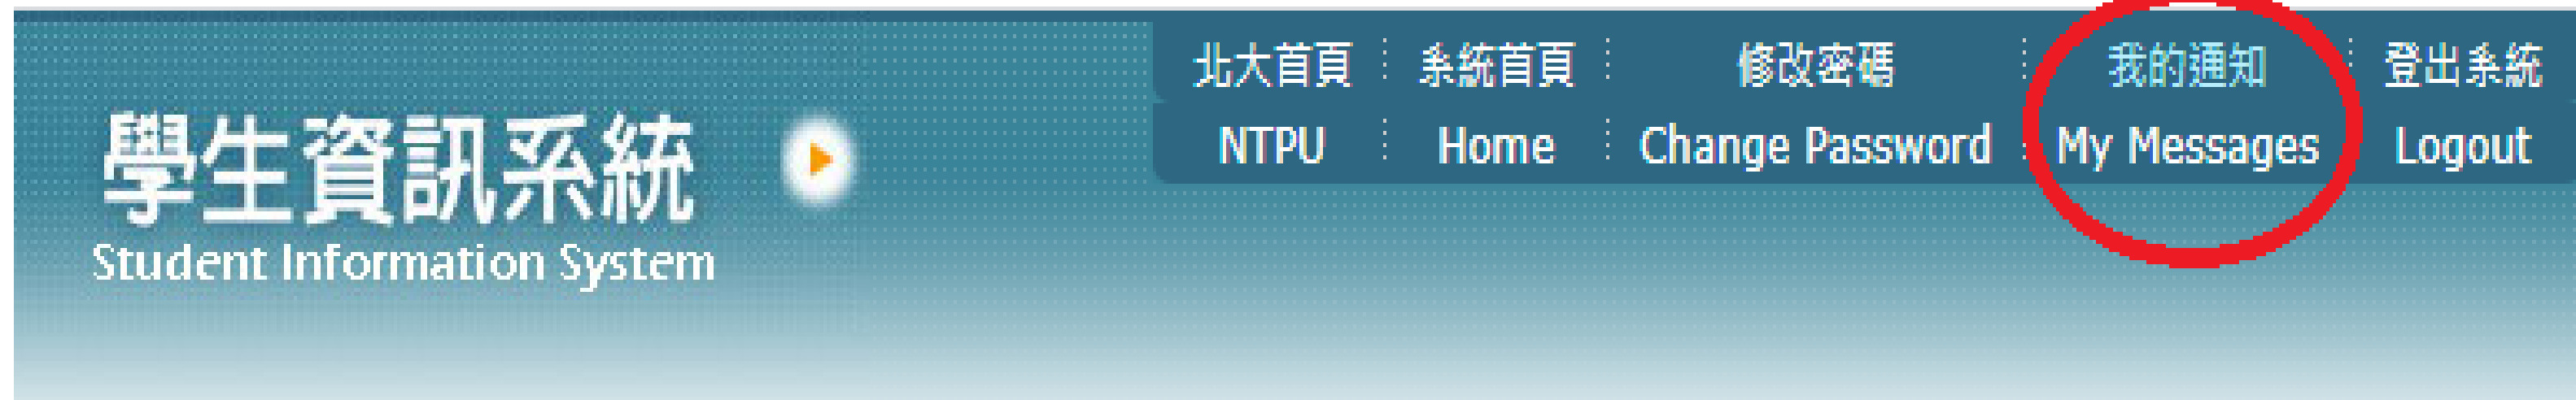 北大首頁 系統首頁 修改密碼 我的通知 登出系統
NTPU Home Change Password My Messages Logout
學生資訊系統
Student Information System